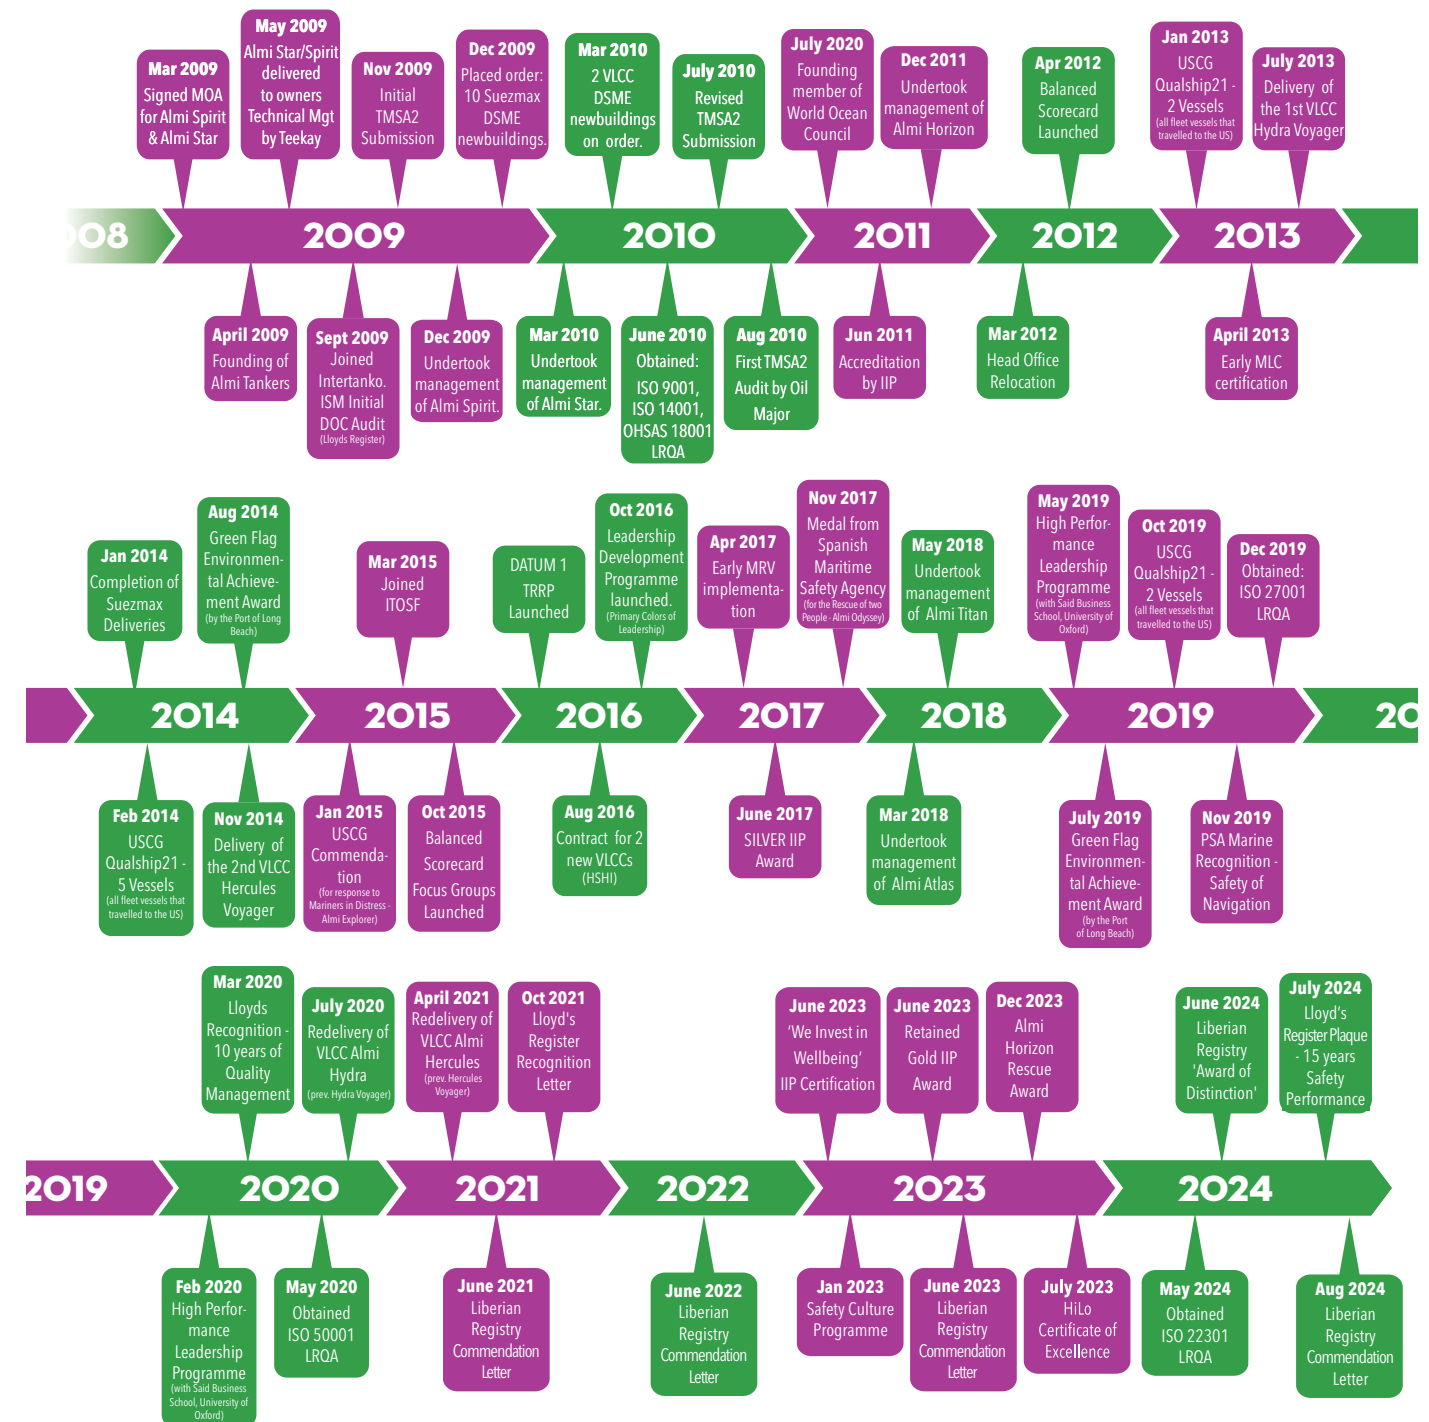 Mar 2009
Signed MOA
for Almi Spirit
& Almi Star
May 2009
Almi Star/Spirit
delivered
to owners
Technical Mgt
by Teekay
Nov 2009
Initial
TMSA2
Submission
Dec 2009
Placed order:
10 Suezmax
DSME
newbuildings.
Mar 2010
2 VLCC
DSME
newbuildings
on order.
July 2010
Revised
TMSA2
Submission
July 2020
Founding
member of
World Ocean
Council
Dec 2011
Undertook
management of
Almi Horizon
Apr 2012
Balanced
Scorecard
Launched
Jan 2013
USCG
Qualship21 -
2 Vessels
(all fleet vessels that
travelled to the US)
July 2013
Delivery of
the 1st VLCC
Hydra Voyager
08
2009
2010
2011
2012
2013
April 2009
Founding of
Almi Tankers
Sept 2009
Joined
Intertanko.
ISM Initial
DOC Audit
(Lloyds Register)
Dec 2009
Undertook
management
of Almi Spirit.
Mar 2010
Undertook
management
of Almi Star.
June 2010
Obtained:
ISO 9001,
ISO 14001,
OHSAS 18001
LRQA
Aug 2010
First TMSA2
Audit by Oil
Major
Jun 2011
Accreditation
by IIP
Mar 2012
Head Office
Relocation
April 2013
Early MLC
certification
Jan 2014
Completion of
Suezmax
Deliveries
Aug 2014
Green Flag
Environmen-
tal Achieve-
ment Award
(by the Port of Long
Beach)
Mar 2015
Joined
ITOSF
DATUM 1
TRRP
Launched
Oct 2016
Leadership
Development
Programme
launched.
(Primary Colors of
Leadership)
Apr 2017
Early MRV
implementa-
tion
Nov 2017
Medal from
Spanish
Maritime
Safety Agency
(for the Rescue of two
People - Almi Odyssey)
May 2018
Undertook
management
of Almi Titan
May 2019
High Perfor-
mance
Leadership
Programme
(with Said Business
School, University of
Oxford)
Oct 2019
USCG
Qualship21 -
2 Vessels
(all fleet vessels that
travelled to the US)
Dec 2019
Obtained:
ISO 27001
LRQA
2014
2015
2016
2017
2018
2019
20
Feb 2014
USCG
Qualship21 -
5 Vessels
(all fleet vessels that
travelled to the US)
Nov 2014
Delivery of
the 2nd VLCC
Hercules
Voyager
Jan 2015
USCG
Commenda-
tion
(for response to
Mariners in Distress -
Almi Explorer)
Oct 2015
Balanced
Scorecard
Focus Groups
Launched
Aug 2016
Contract for 2
new VLCCs
(HSHI)
June 2017
SILVER IIP
Award
Mar 2018
Undertook
management
of Almi Atlas
July 2019
Green Flag
Environmen-
tal Achieve-
ment Award
(by the Port
of Long Beach)
Nov 2019
PSA Marine
Recognition -
Safety of
Navigation
Mar 2020
Lloyds
Recognition -
10 years of
Quality
Management
July 2020
Redelivery of
VLCC Almi
Hydra
(prev. Hydra Voyager)
April 2021
Redelivery of
VLCC Almi
Hercules
(prev. Hercules
Voyager)
Oct 2021
Lloyd's
Register
Recognition
Letter
June 2023
‘We Invest in
Wellbeing’
IIP Certification
June 2023
Retained
Gold IIP
Award
Dec 2023
Almi
Horizon
Rescue
Award
June 2024
Liberian
Registry
'Award of
Distinction'
July 2024
Lloyd’s
Register Plaque
- 15 years
Safety
Performance
2019
2020
2021
2022
2023
2024
Feb 2020
High Perfor-
mance
Leadership
Programme
(with Said Business
School, University of
Oxford)
May 2020
Obtained
ISO 50001
LRQA
June 2021
Liberian
Registry
Commendation
Letter
June 2022
Liberian
Registry
Commendation
Letter
Jan 2023
Safety Culture
Programme
June 2023
Liberian
Registry
Commendation
Letter
July 2023
HiLo
Certificate of
Excellence
May 2024
Obtained
ISO 22301
LRQA
Aug 2024
Liberian
Registry
Commendation
Letter